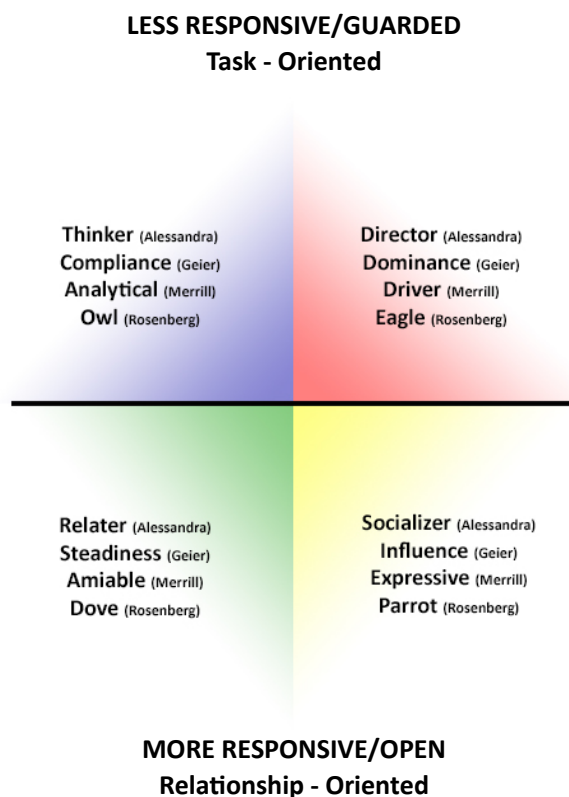 LESS RESPONSIVE/GUARDED
Task - Oriented
Thinker (Alessandra)
Compliance (Geier)
Analytical (Merrill)
Owl (Rosenberg)
Director (Alessandra)
Dominance (Geier)
Driver (Merrill)
Eagle (Rosenberg)
Relater (Alessandra)
Steadiness (Geier)
Amiable (Merrill)
Dove (Rosenberg)
Socializer (Alessandra)
Influence (Geier)
Expressive (Merrill)
Parrot (Rosenberg)
MORE RESPONSIVE/OPEN
Relationship - Oriented